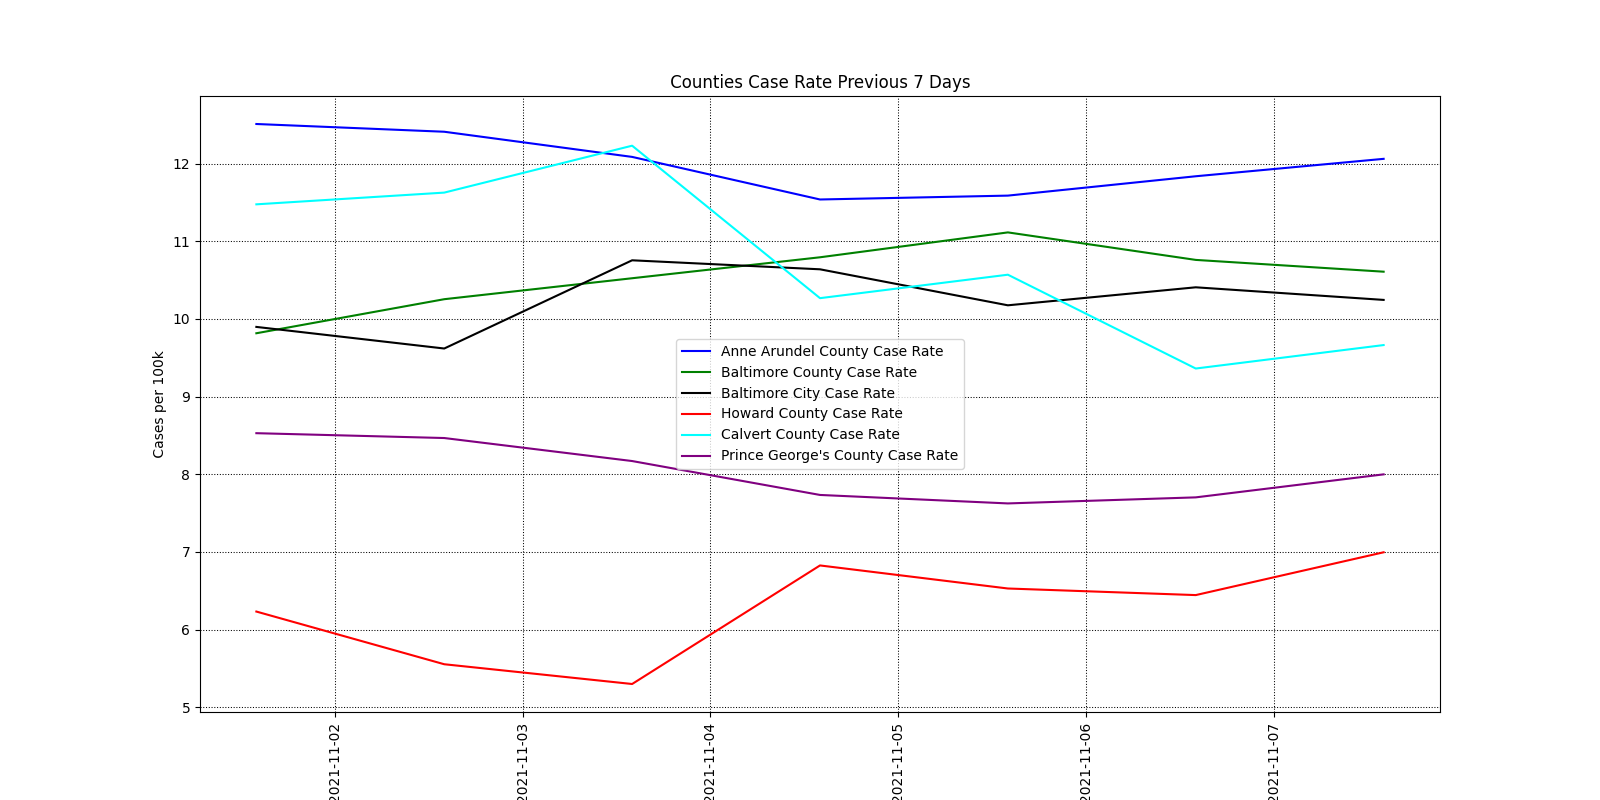 Counties Case Rate Previous 7 Days
Cases per 100k
12
11
10
9
8
7
6
5
Anne Arundel County Case Rate
Baltimore County Case Rate
Baltimore City Case Rate
Howard County Case Rate
Calvert County Case Rate
Prince George's County Case Rate
2021-11-02
2021-11-03
2021-11-04
2021-11-05
2021-11-06
2021-11-07